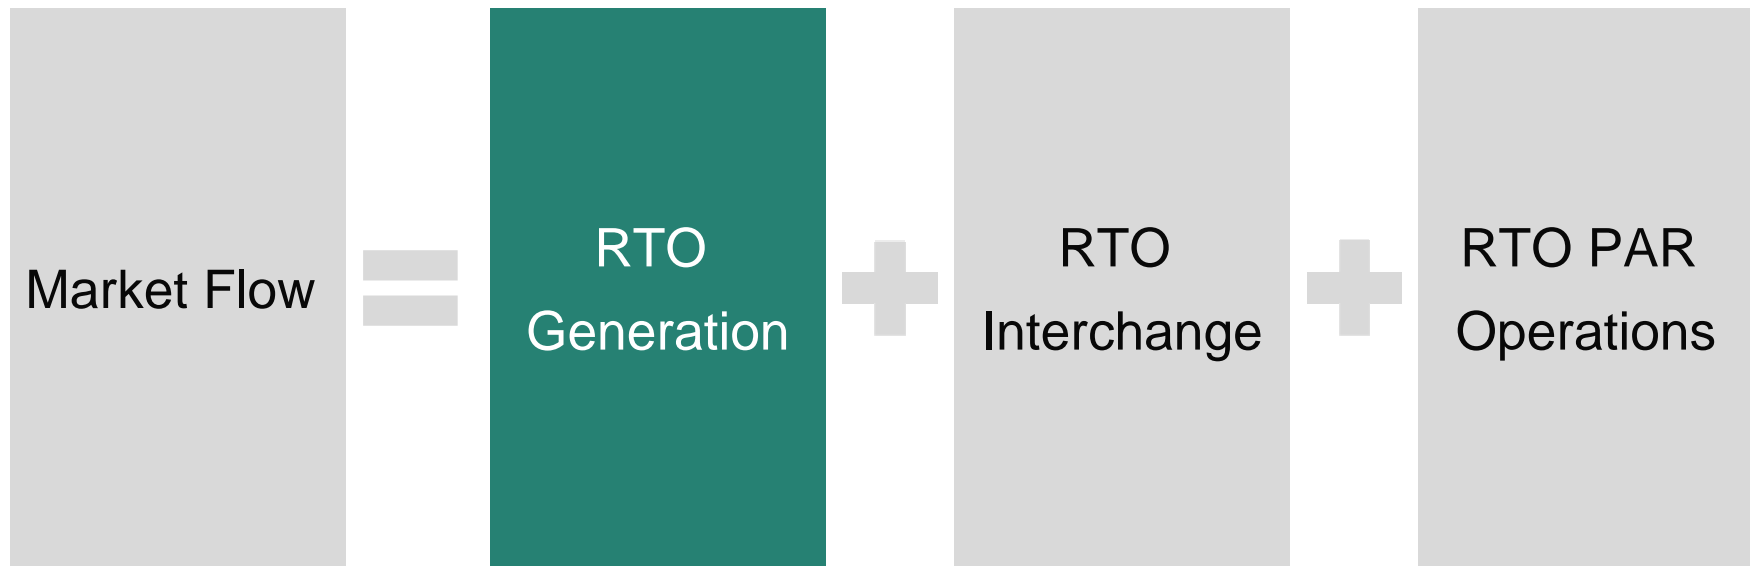 Market Flow
RTO
Generation
RTO
Interchange
RTO PAR
Operations